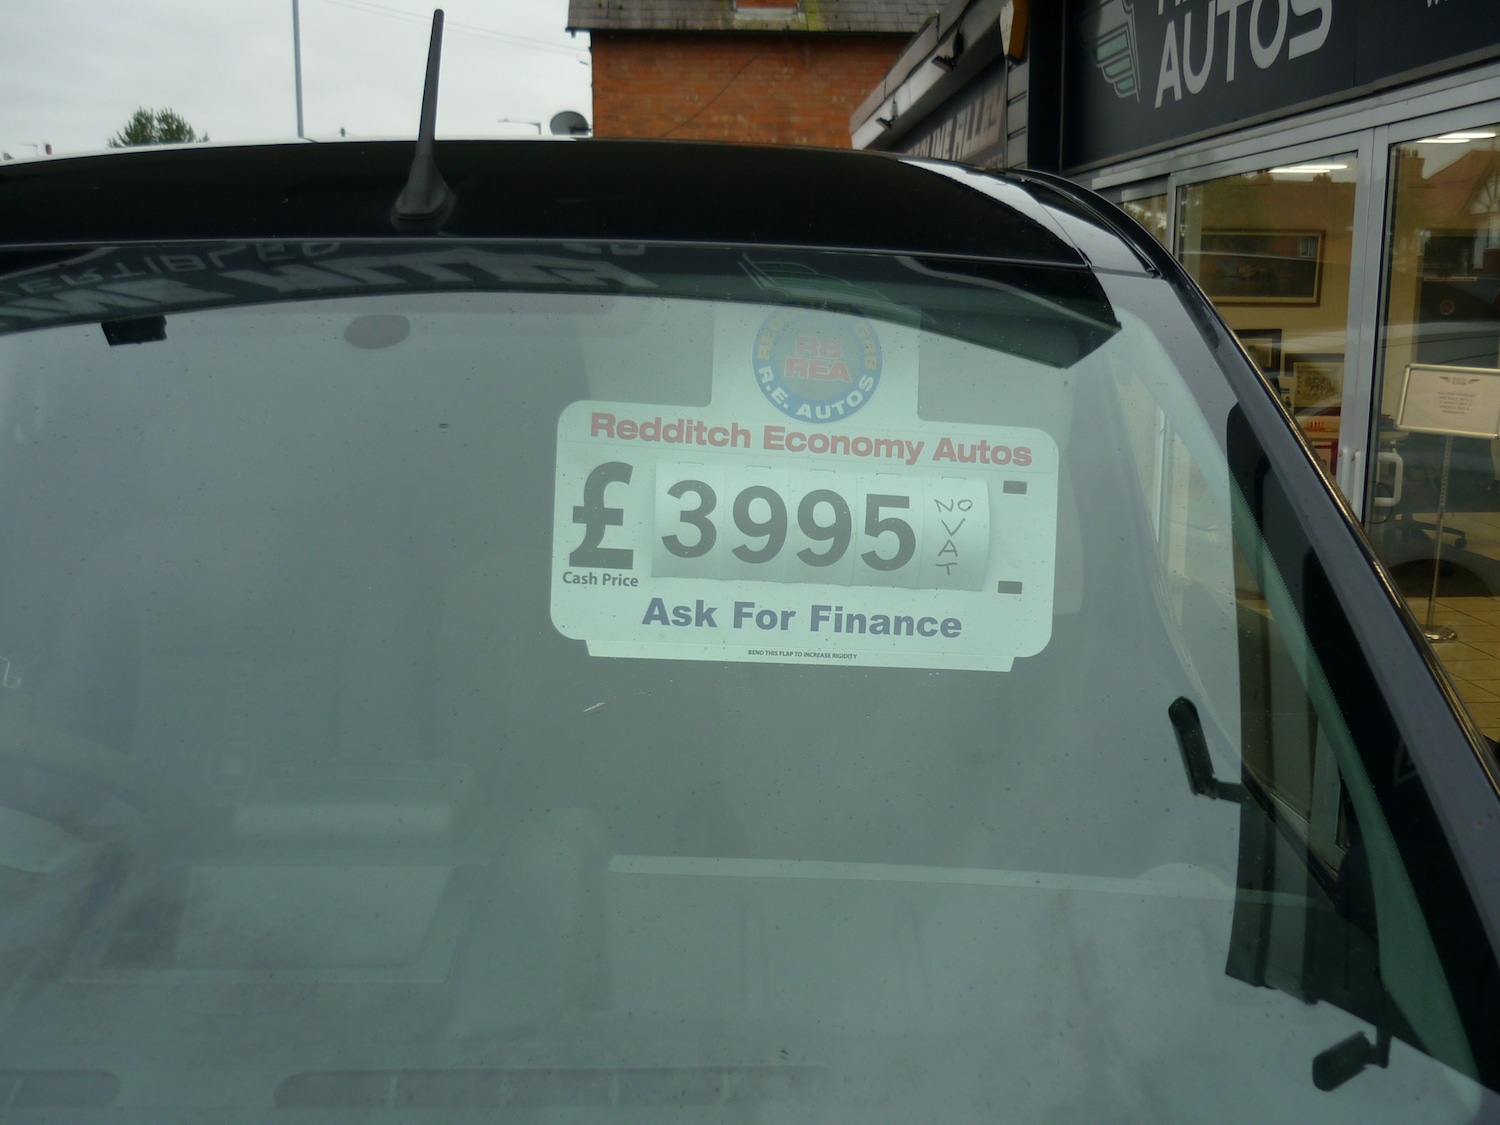 AUTOS
R.E. AUTOS
REA
Redditch Economy Autos
£3995
NO
VAT
Cash Price
Ask For Finance
BEND THIS FLAP TO INCREASE RIGIDITY